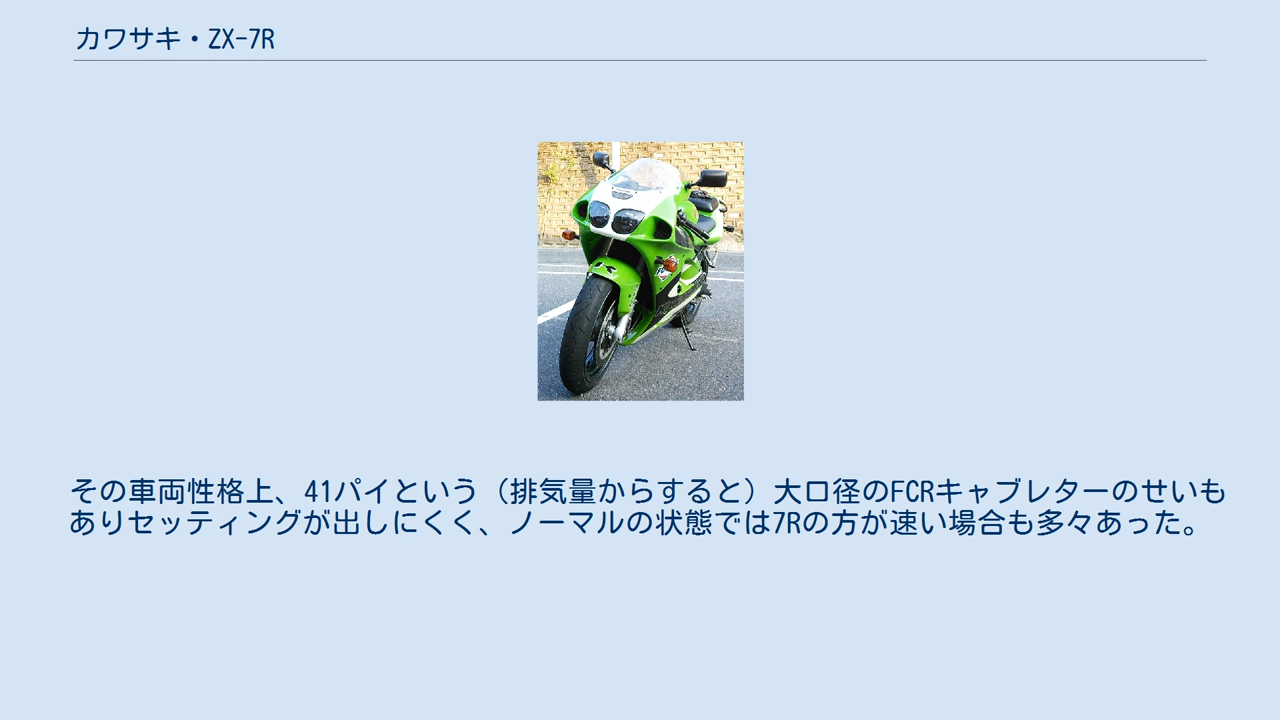 カワサキ・ZX-7R
その車両性格上、41パイという（排気量からすると）大口径のFCRキャブレターのせいも
ありセッティングが出しにくく、ノーマルの状態では7Rの方が速い場合も多々あった。